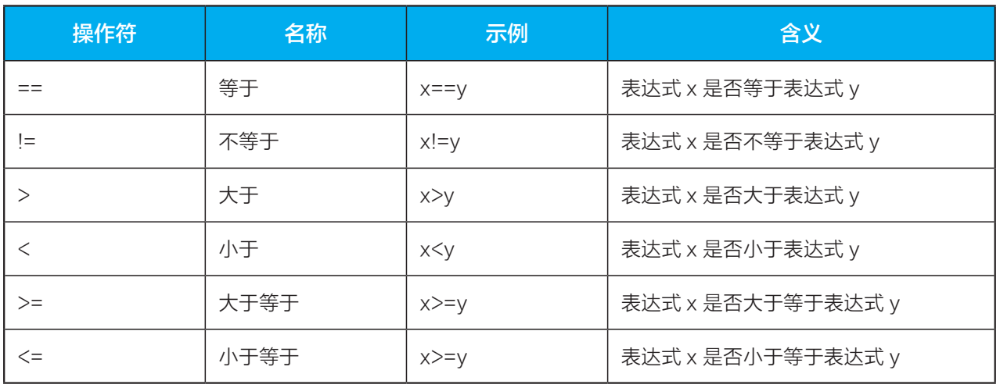 操作符 名称 示例 含义
== 等于 x==y 表达式 x 是否等于表达式 y
!= 不等于 x!=y 表达式 x 是否不等于表达式 y
> 大于 x>y 表达式 x 是否大于表达式 y
< 小于 x<y 表达式 x 是否小于表达式 y
>= 大于等于 x>=y 表达式 x 是否大于等于表达式 y
<= 小于等于 x>=y 表达式 x 是否小于等于表达式 y